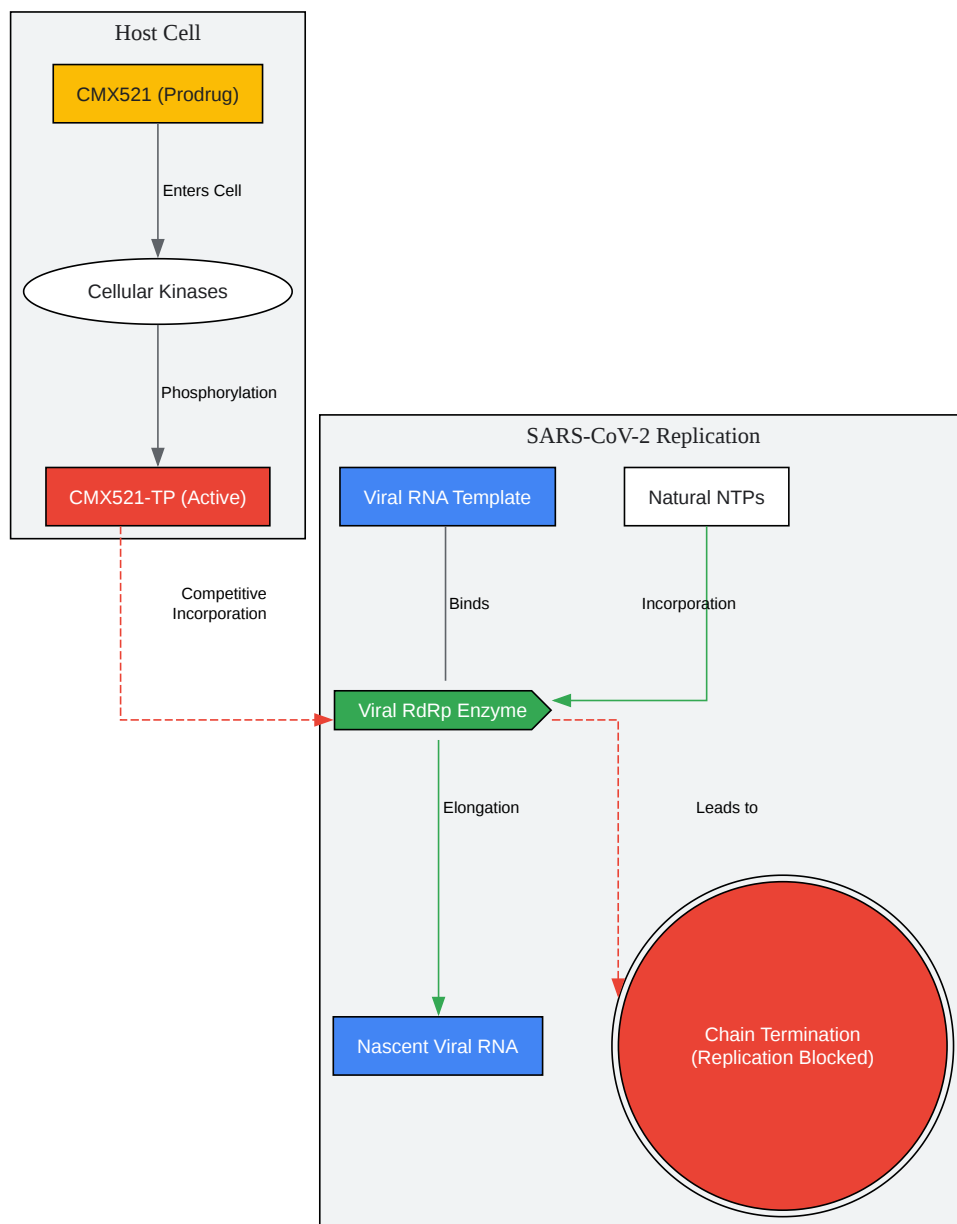 Host Cell
CMX521 (Prodrug)
Enters Cell
Cellular Kinases
Phosphorylation
CMX521-TP (Active)
SARS-CoV-2 Replication
Viral RNA Template
Natural NTPs
Competitive
Incorporation
Binds
Incorporation
Viral RdRp Enzyme
Elongation
Leads to
Nascent Viral RNA
Chain Termination
(Replication Blocked)